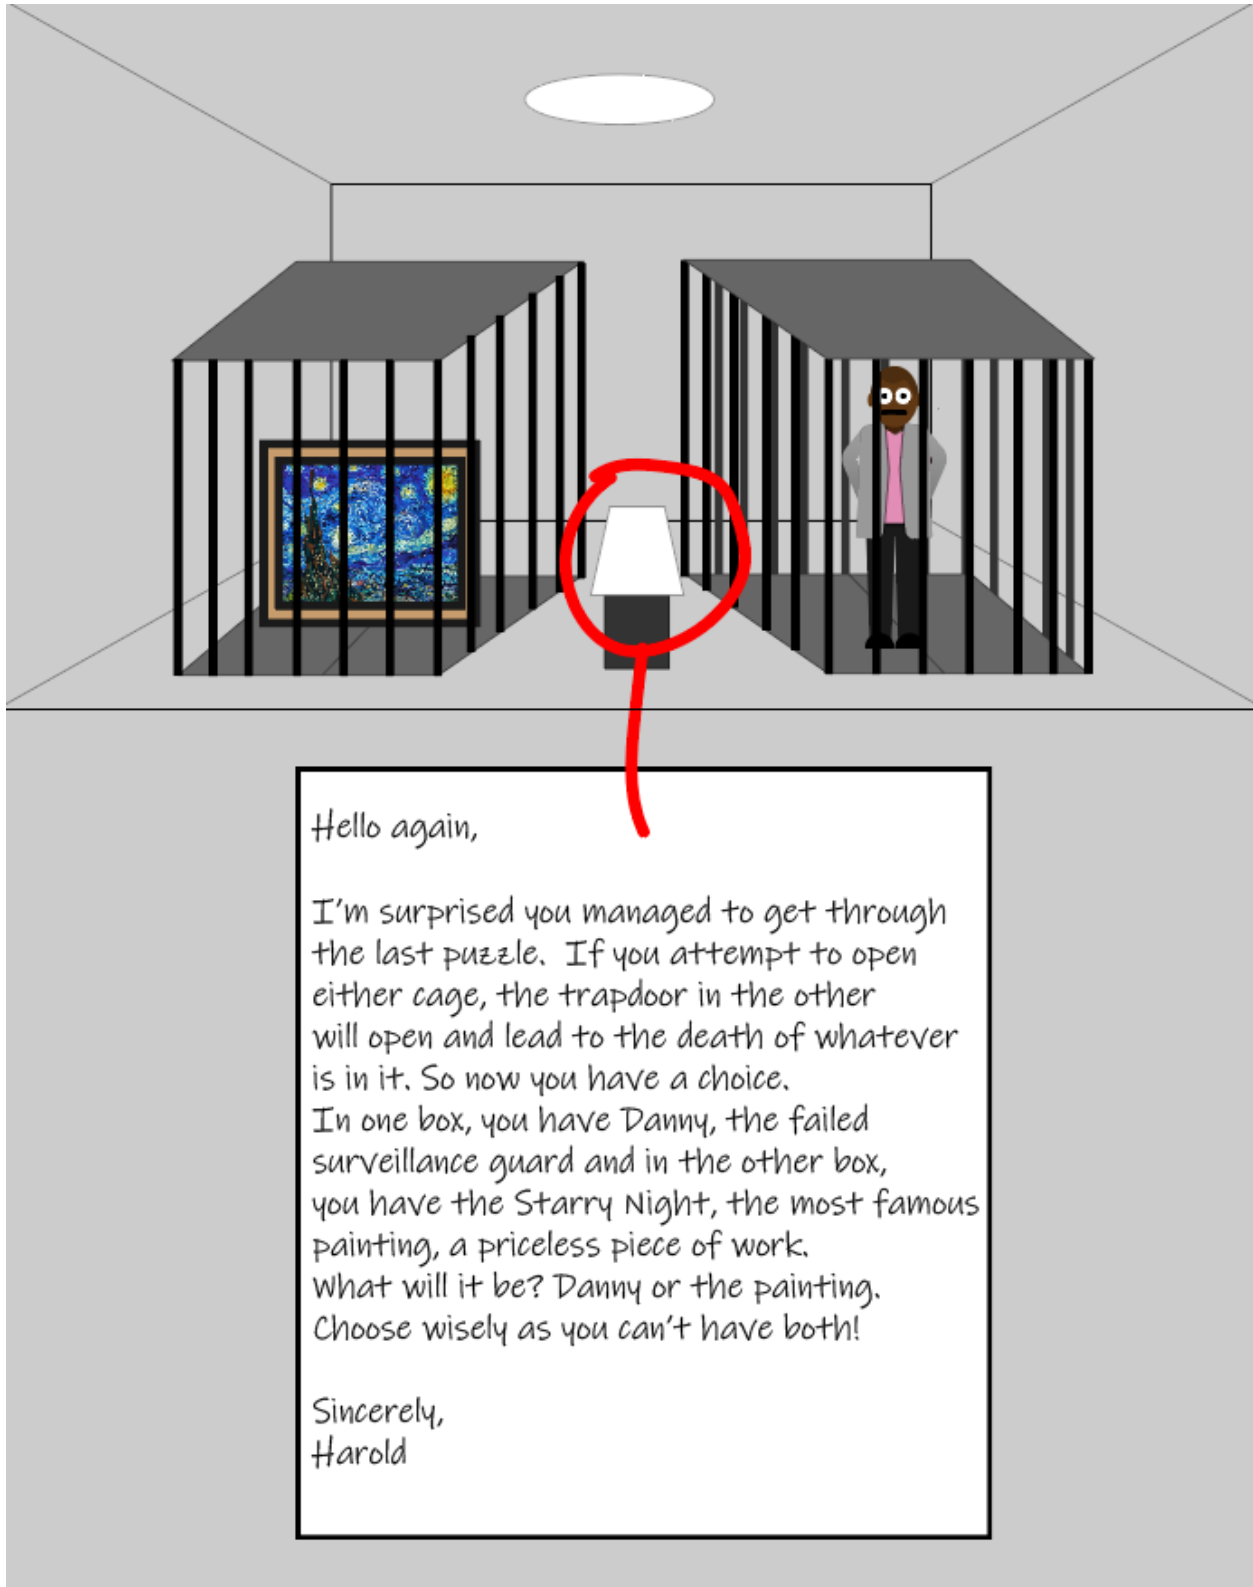 Hello again,
I'm surprised you managed to get through
the last puzzle. If you attempt to open
either cage, the trapdoor in the other
will open and lead to the death of whatever
is in it. So now you have a choice.
In one box, you have Danny, the failed
surveillance guard and in the other box,
you have the Starry Night, the most famous
painting, a priceless piece of work.
What will it be? Danny or the painting.
Choose wisely as you can't have both!
Sincerely,
Harold